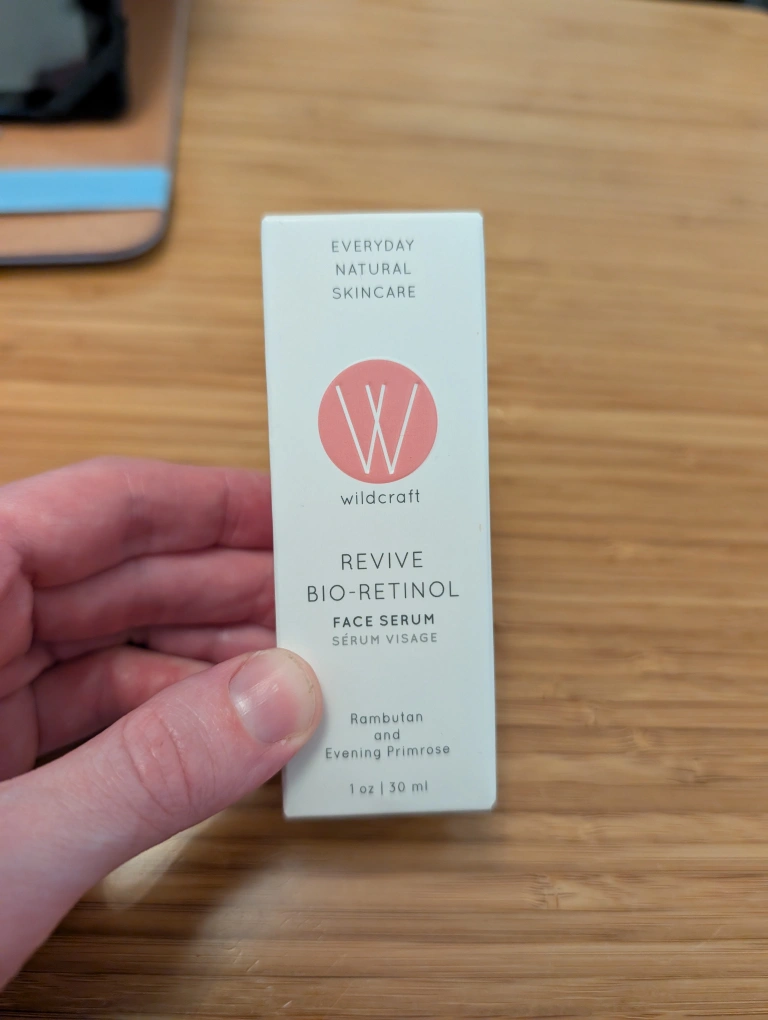 EVERYDAY
NATURAL
SKINCARE
W
wildcraft
REVIVE
BIO-RETINOL
FACE SERUM
SÉRUM VISAGE
Rambutan
and
Evening Primrose
1 oz | 30 ml